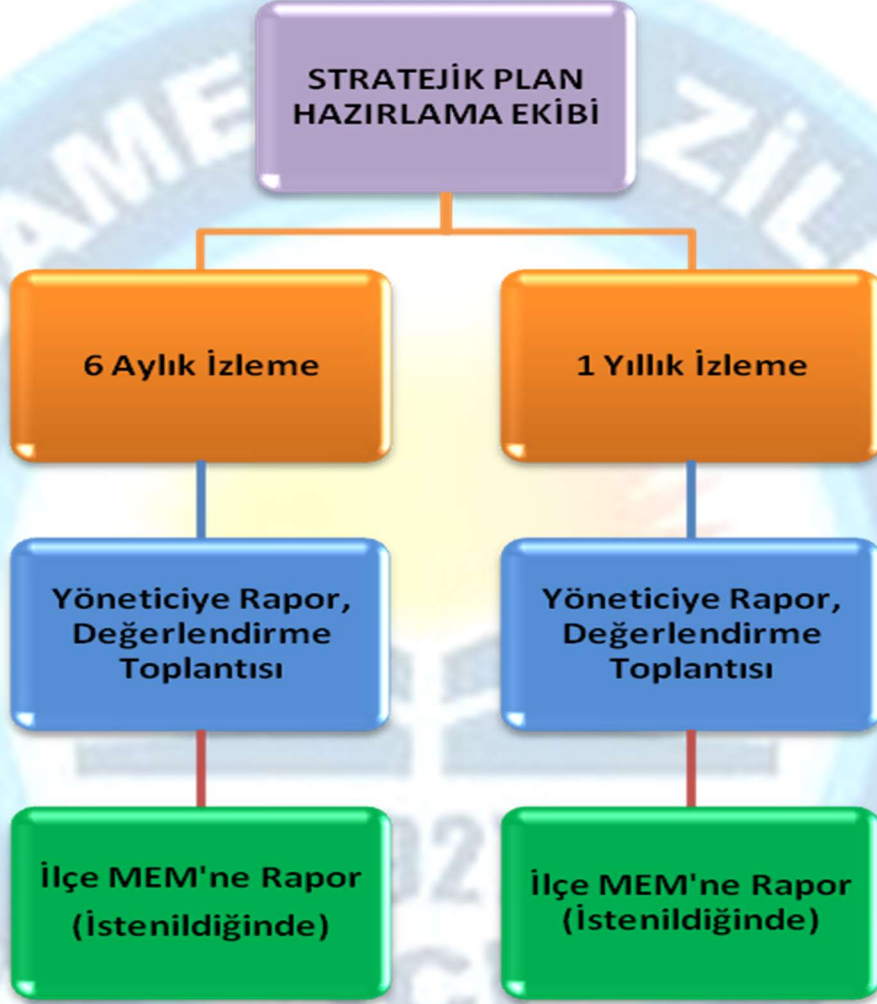 STRATEJİK PLAN
HAZIRLAMA EKİBİ
6 Aylık İzleme
1 Yıllık İzleme
Yöneticiye Rapor,
Değerlendirme
Toplantısı
Yöneticiye Rapor,
Değerlendirme
Toplantısı
İlçe MEM'ne Rapor
(İstenildiğinde)
İlçe MEM'ne Rapor
(İstenildiğinde)